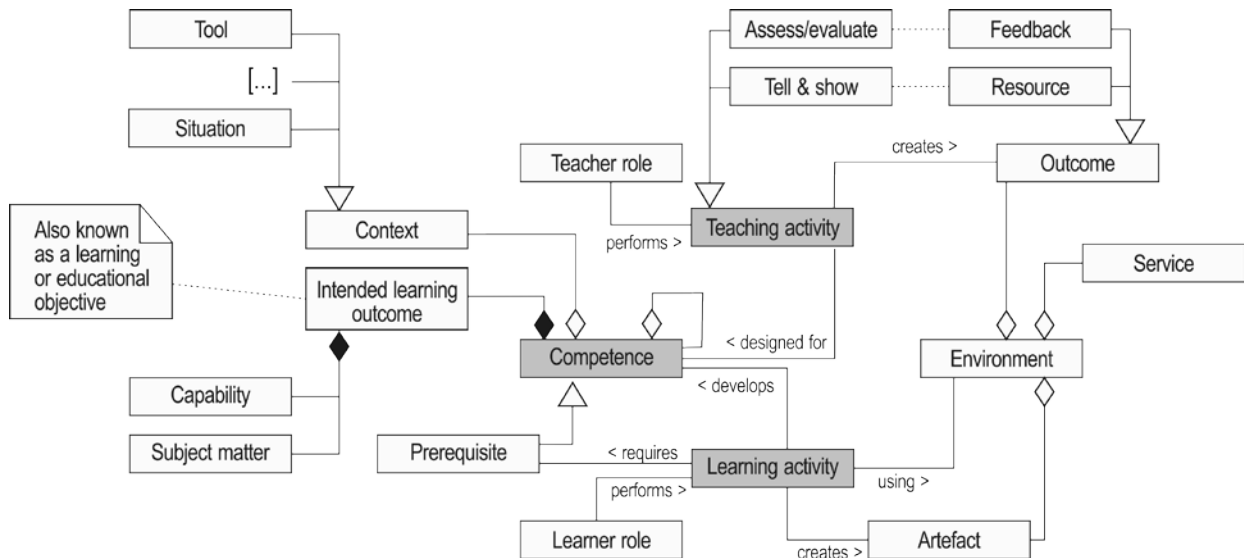 Tool
Assess/evaluate
Feedback
[...]
Tell & show
Resource
Situation
creates >
Teacher role
Outcome
Also known
as a learning
or educational
objective
Context
Teaching activity
performs >
Service
Intended learning
outcome
< designed for
Competence
Environment
< develops
Capability
Subject matter
Prerequisite
< requires
Learning activity
performs >
using >
Learner role
creates >
Artefact